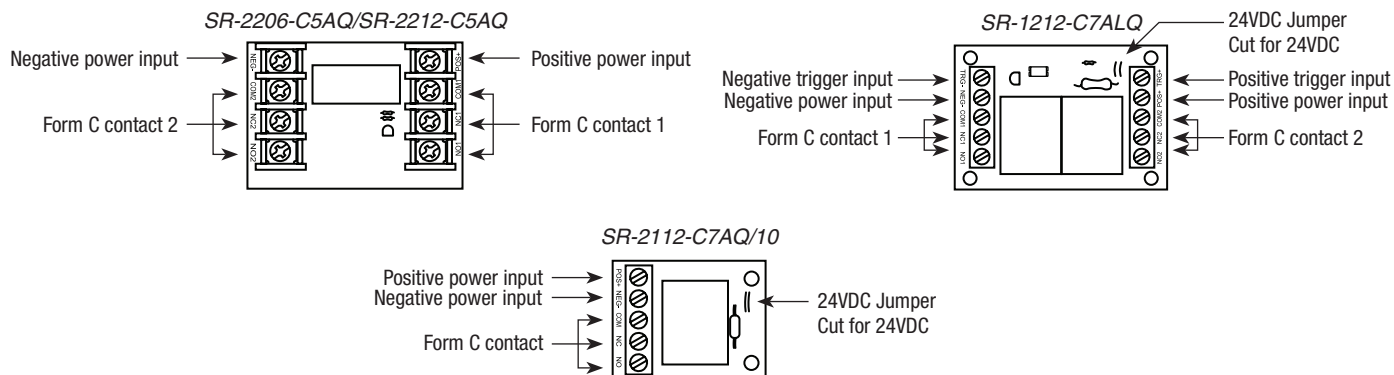 SR-2206-C5AQ/SR-2212-C5AQ
Negative power input
Form C contact 2
NEG-
COM2
NC2
NO2
POS+
COM1
NC1
NO1
Positive power input
Form C contact 1
SR-1212-C7ALQ
24VDC Jumper
Cut for 24VDC
Negative trigger input
Negative power input
Form C contact 1
TRG-
NEG-
COM1
NC1
NO1
TRG+
POS+
COM2
NC2
NO2
Positive trigger input
Positive power input
Form C contact 2
SR-2112-C7AQ/10
Positive power input
Negative power input
Form C contact
POS+
NEG-
COM
NC
NO
24VDC Jumper
Cut for 24VDC